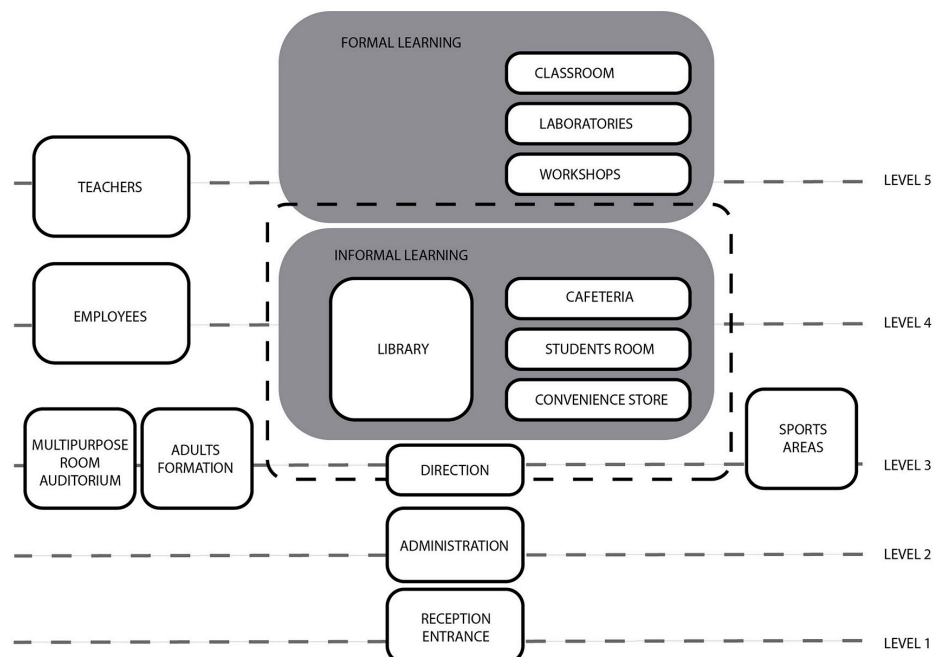 FORMAL LEARNING
CLASSROOM
LABORATORIES
WORKSHOPS
TEACHERS
LEVEL 5
INFORMAL LEARNING
LIBRARY
CAFETERIA
STUDENTS ROOM
CONVENIENCE STORE
EMPLOYEES
LEVEL 4
MULTIPURPOSE
ROOM
AUDITORIUM
ADULTS
FORMATION
DIRECTION
SPORTS
AREAS
LEVEL 3
ADMINISTRATION
LEVEL 2
RECEPTION
ENTRANCE
LEVEL 1